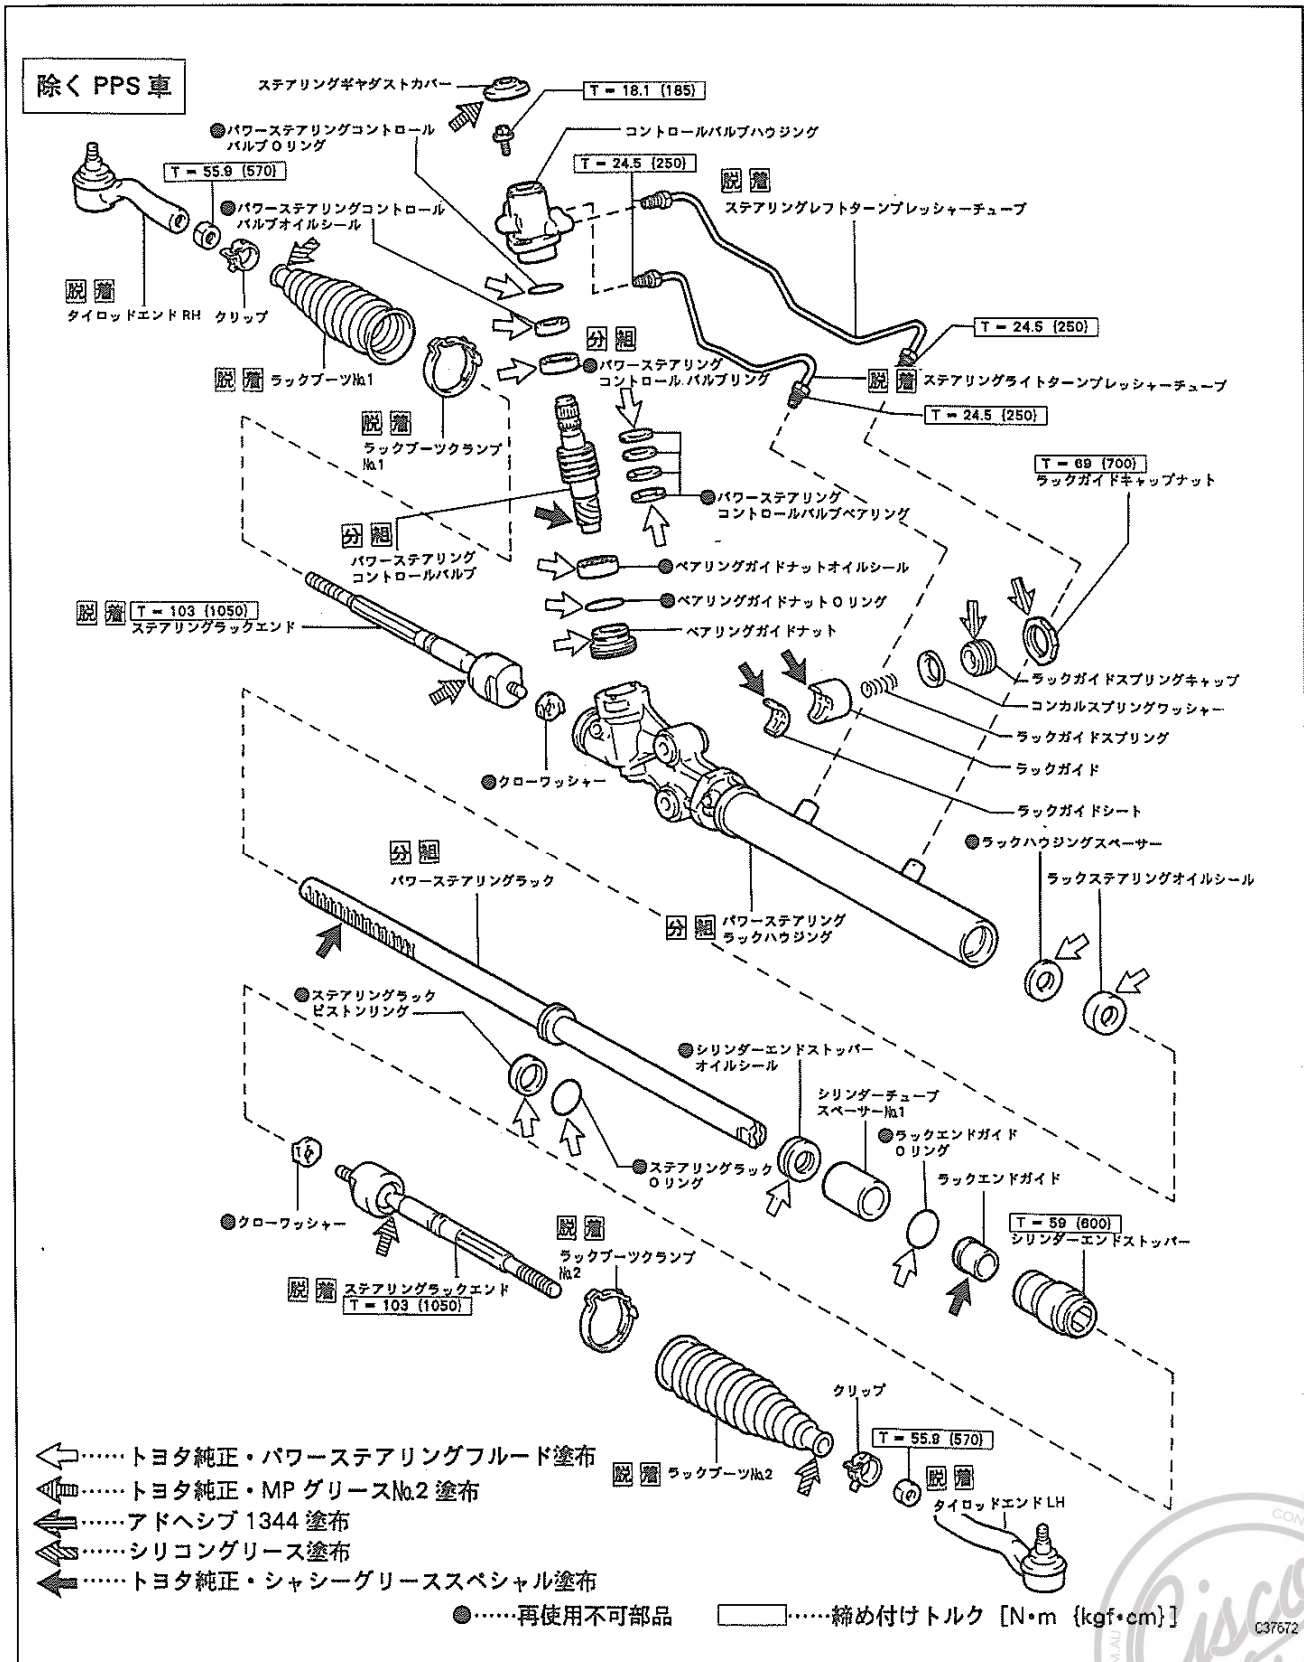 除く PPS 車
ステアリングギヤダストカバー
T = 18.1 {185}
●パワーステアリングコントロール
バルブ O リング
コントロールバルブハウジング
T = 24.5 {250}
T = 55.9 {570}
脱 着
ステアリングレフトターンプレッシャーチューブ
●パワーステアリングコントロール
バルブオイルシール
脱 着
タイロッドエンド RH
クリップ
T = 24.5 {250}
分 組
●パワーステアリング
コントロールバルブリング
脱 着 ラックブーツ№1
脱 着 ステアリングライトターンプレッシャーチューブ
T = 24.5 {250}
脱 着
ラックブーツクランプ
№1
T = 69 {700}
ラックガイドキャップナット
●パワーステアリング
コントロールバルブベアリング
分 組
パワーステアリング
コントロールバルブ
●ベアリングガイドナットオイルシール
●ベアリングガイドナット O リング
脱 着 T = 103 {1050}
ステアリングラックエンド
ベアリングガイドナット
ラックガイドスプリングキャップ
コンカルスプリングワッシャー
ラックガイドスプリング
ラックガイド
●クローワッシャー
ラックガイドシート
●ラックハウジングスペーサー
分 組
パワーステアリングラック
ラックステアリングオイルシール
分 組 パワーステアリング
ラックハウジング
●ステアリングラック
ピストンリング
●シリンダーエンドストッパー
オイルシール
シリンダーチューブ
スペーサー№1
●ラックエンドガイド
O リング
●ステアリングラック
O リング
ラックエンドガイド
●クローワッシャー
脱 着
ラックブーツクランプ
№2
T = 59 {600}
シリンダーエンドストッパー
脱 着 ステアリングラックエンド
T = 103 {1050}
クリップ
T = 55.9 {570}
脱 着 ラックブーツ№2
脱 着
タイロッドエンド LH
……トヨタ純正・パワーステアリングフルード塗布
……トヨタ純正・MP グリース№2 塗布
……アドヘシブ 1344 塗布
……シリコングリース塗布
……トヨタ純正・シャシーグリーススペシャル塗布
●……再使用不可部品
……締め付けトルク [N・m {kgf・cm}]
C37672
Cisco